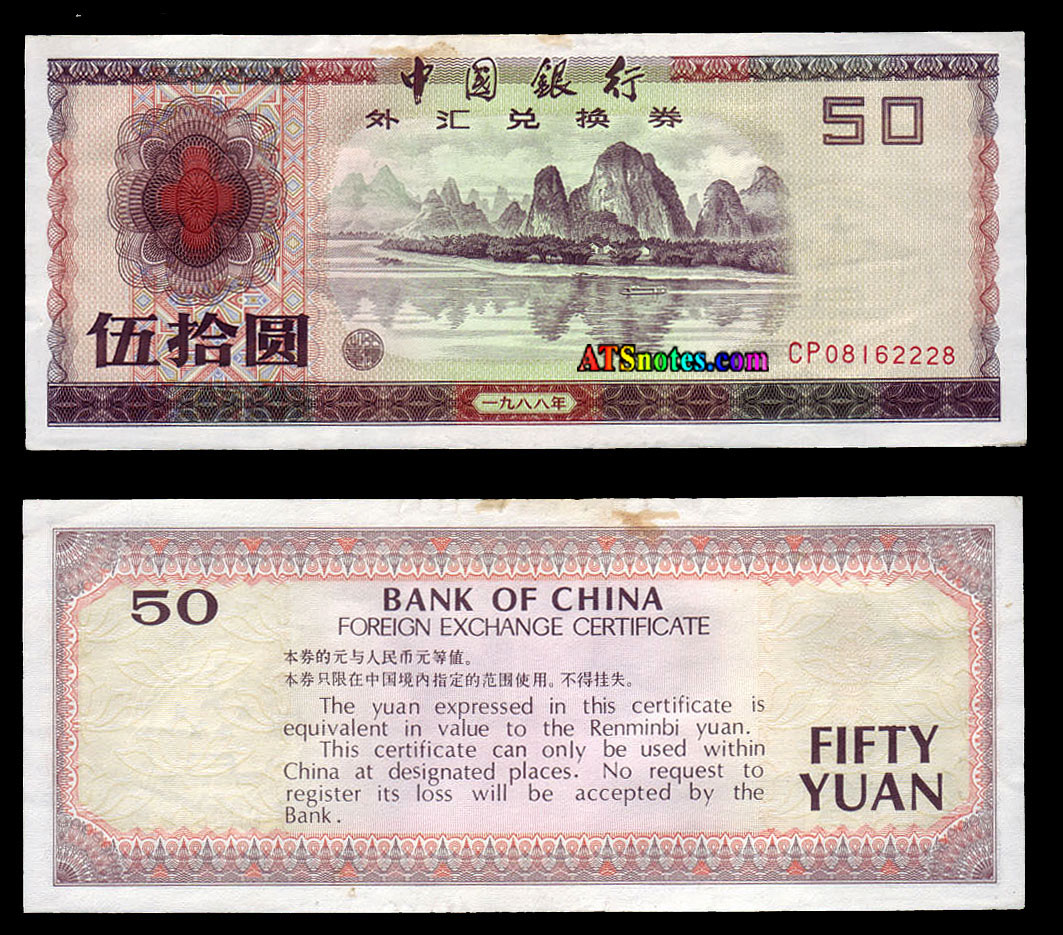 中國銀行
外汇兑换券
50
伍拾圆
ATSnotes.com
CP08162228
一九八八年
50
BANK OF CHINA
FOREIGN EXCHANGE CERTIFICATE
本券的元与人民币元等值。
本券只限在中国境内指定的范围使用。不得挂失。
The yuan expressed in this certificate is
equivalent in value to the Renminbi yuan.
This certificate can only be used within
China at designated places. No request to
register its loss will be accepted by the
Bank.
FIFTY
YUAN